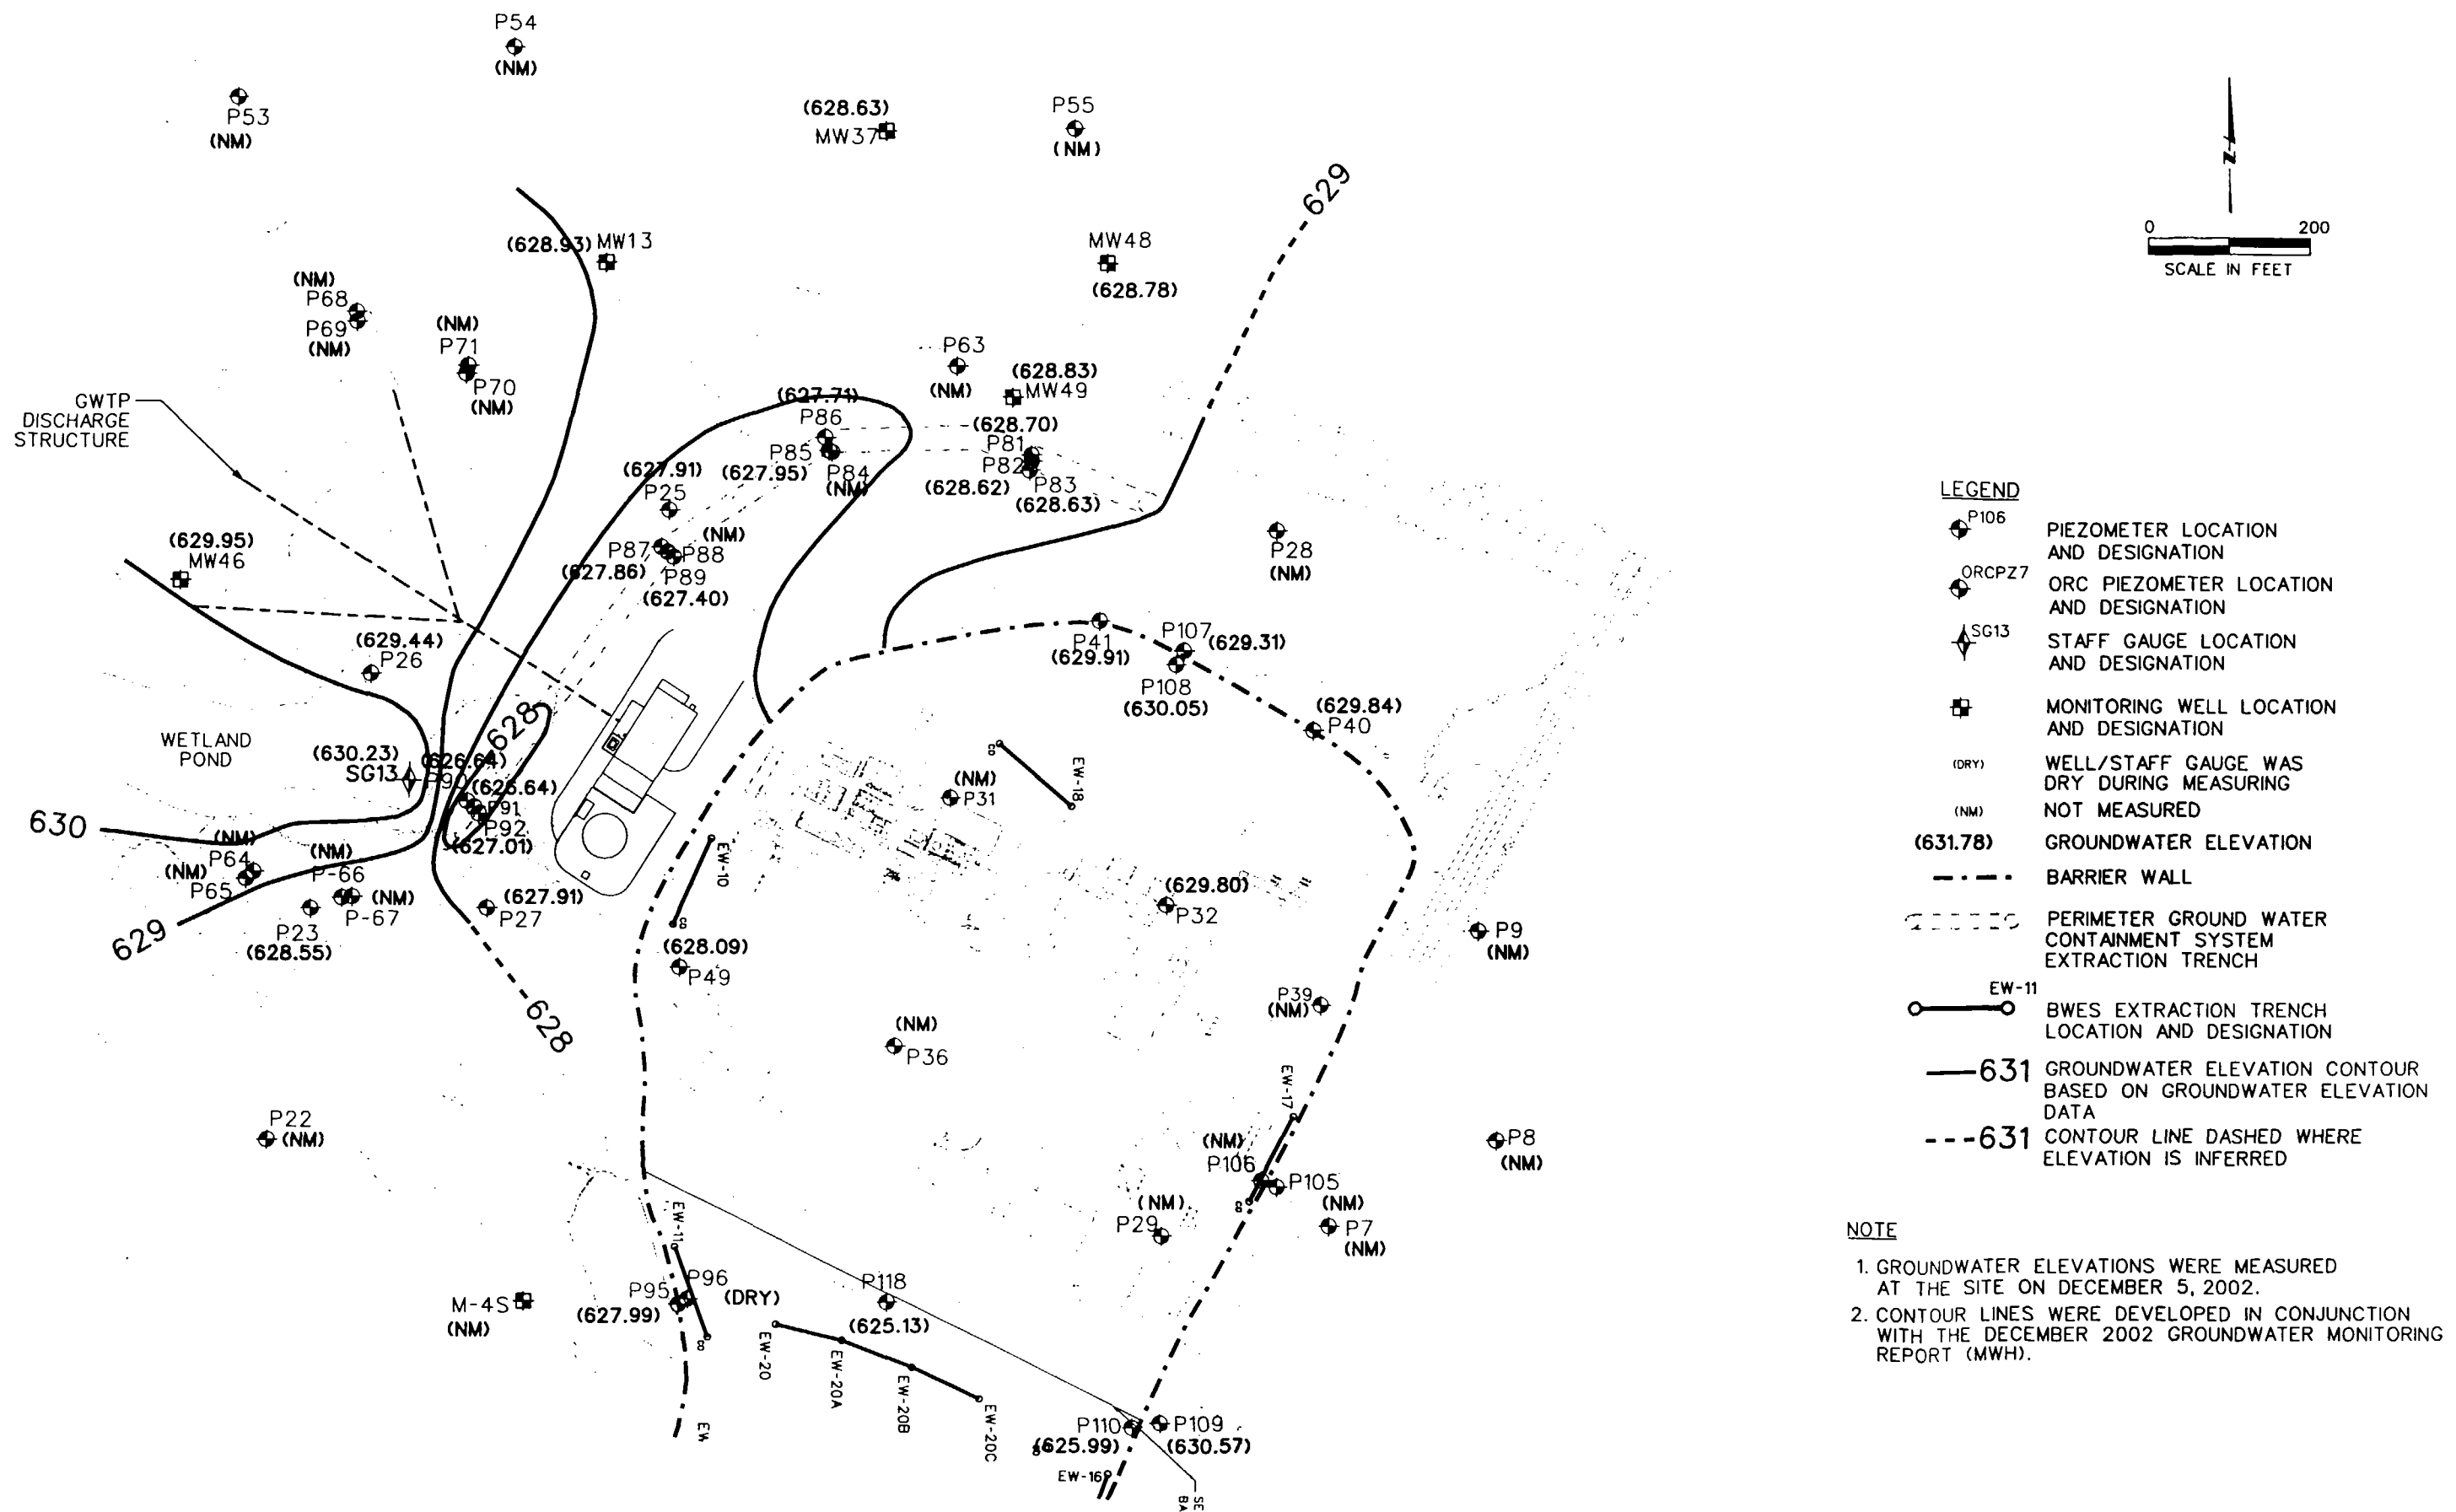 P54
(NM)
P53
(NM)
(628.63)
MW37
P55
(NM)
629
(628.93) MW13
MW48
(628.78)
(NM)
P68
P69
(NM)
(NM)
P71
P70
(NM)
GWTP
DISCHARGE
STRUCTURE
P63
(NM)
(628.83)
MW49
(627.71)
P86
P85
(627.95)
P84
(NM)
(628.70)
P81
P82
(628.62)
P83
(628.63)
(627.91)
P25
(NM)
P87
P88
(627.86)
P89
(627.40)
(629.95)
MW46
P28
(NM)
(629.44)
P26
P41
(629.91)
P107
(629.31)
P108
(630.05)
(629.84)
P40
WETLAND
POND
628
(630.23)
SG13
(626.64)
P90
(626.64)
P91
P92
(627.01)
630
(NM)
P64
(NM)
P65
(NM)
P-66
(NM)
P-67
629
P23
(628.55)
(627.91)
P27
628
EW-18
(NM)
P31
EW-10
(628.09)
P49
(629.80)
P32
P9
(NM)
P39
(NM)
(NM)
P36
P22
(NM)
EW-17
(NM)
P106
P105
P8
(NM)
(NM)
P29
(NM)
P7
(NM)
EW-11
M-4S
(NM)
P95
P96
(627.99)
(DRY)
P118
(625.13)
EW-20
EW-20A
EW-20B
EW-20C
EW
P110
(625.99)
P109
(630.57)
EW-16
SE
BA
N
0 200
SCALE IN FEET
LEGEND
P106
PIEZOMETER LOCATION
AND DESIGNATION
ORCPZ7
ORC PIEZOMETER LOCATION
AND DESIGNATION
SG13
STAFF GAUGE LOCATION
AND DESIGNATION
MONITORING WELL LOCATION
AND DESIGNATION
(DRY) WELL/STAFF GAUGE WAS
DRY DURING MEASURING
(NM) NOT MEASURED
(631.78) GROUNDWATER ELEVATION
BARRIER WALL
PERIMETER GROUND WATER
CONTAINMENT SYSTEM
EXTRACTION TRENCH
EW-11
BWES EXTRACTION TRENCH
LOCATION AND DESIGNATION
631 GROUNDWATER ELEVATION CONTOUR
BASED ON GROUNDWATER ELEVATION
DATA
631 CONTOUR LINE DASHED WHERE
ELEVATION IS INFERRED
NOTE
1. GROUNDWATER ELEVATIONS WERE MEASURED
AT THE SITE ON DECEMBER 5, 2002.
2. CONTOUR LINES WERE DEVELOPED IN CONJUNCTION
WITH THE DECEMBER 2002 GROUNDWATER MONITORING
REPORT (MWH).